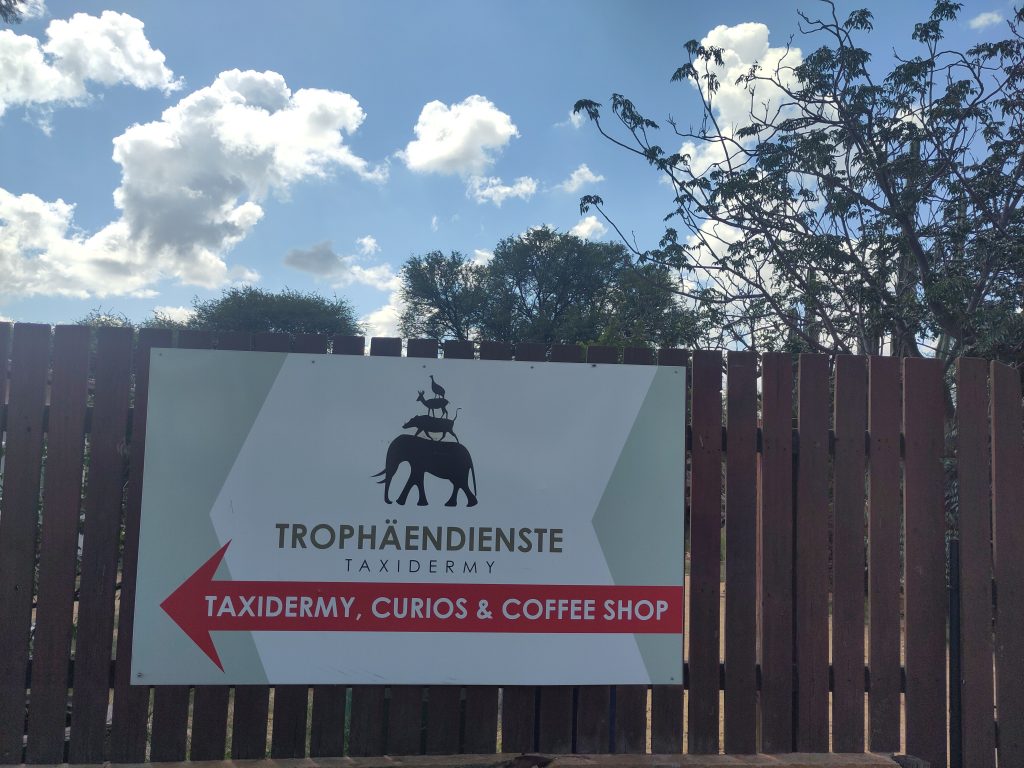 TROPHÄENDIENSTE
TAXIDERMY
TAXIDERMY, CURIOS & COFFEE SHOP